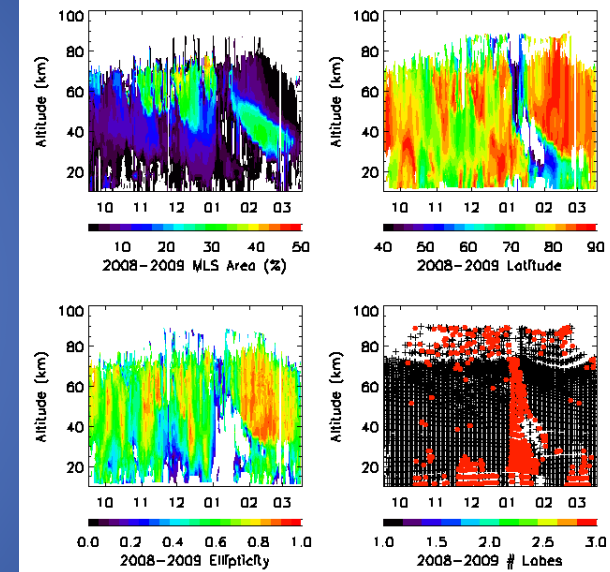 100
80
60
40
20
Altitude (km)
10 11 12 01 02 03
10 20 30 40 50
2008-2009 MLS Area (%)
100
80
60
40
20
Altitude (km)
10 11 12 01 02 03
40 50 60 70 80 90
2008-2009 Latitude
100
80
60
40
20
Altitude (km)
10 11 12 01 02 03
0.0 0.2 0.4 0.6 0.8 1.0
2008-2009 Ellipticity
100
80
60
40
20
Altitude (km)
10 11 12 01 02 03
1.0 1.5 2.0 2.5 3.0
2008-2009 # Lobes